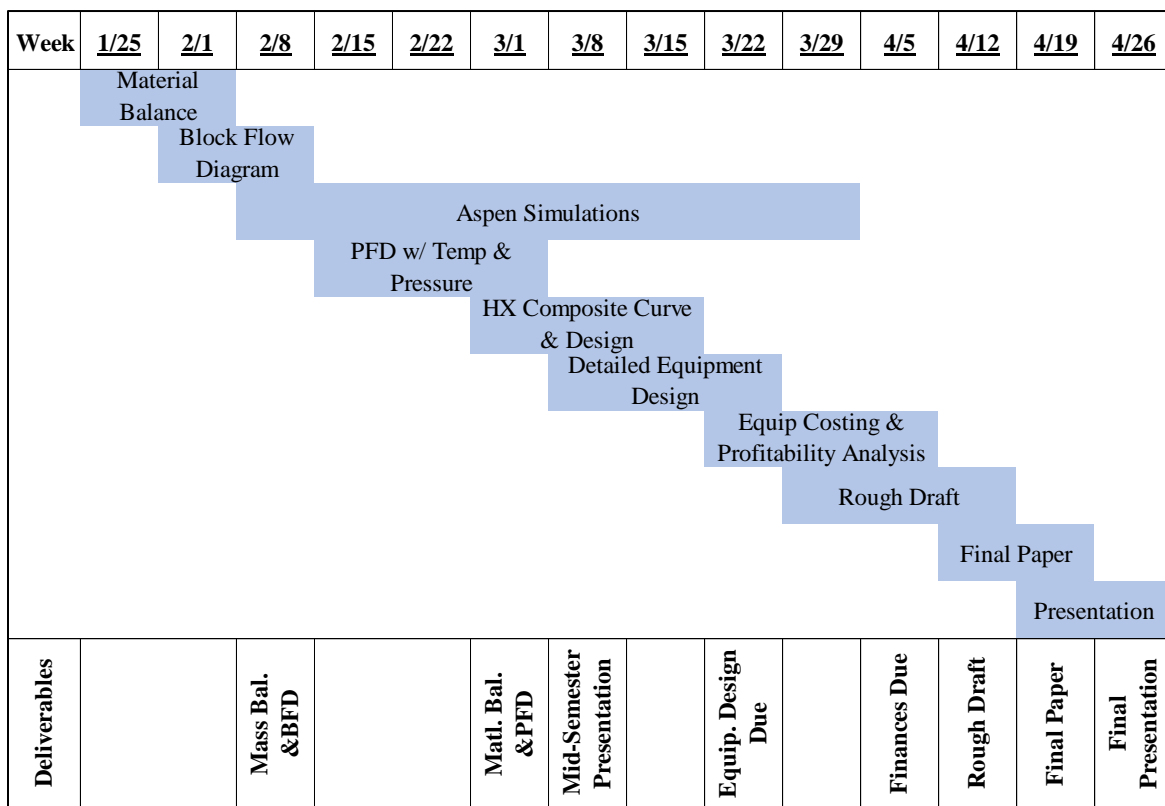 Week 1/25 2/1 2/8 2/15 2/22 3/1 3/8 3/15 3/22 3/29 4/5 4/12 4/19 4/26
Material
Balance
Block Flow
Diagram
Aspen Simulations
PFD w/ Temp &
Pressure
HX Composite Curve
& Design
Detailed Equipment
Design
Equip Costing &
Profitability Analysis
Rough Draft
Final Paper
Presentation
Deliverables
Mass Bal.
&BFD
Matl. Bal.
&PFD
Mid-Semester
Presentation
Equip. Design
Due
Finances Due
Rough Draft
Final Paper
Final
Presentation